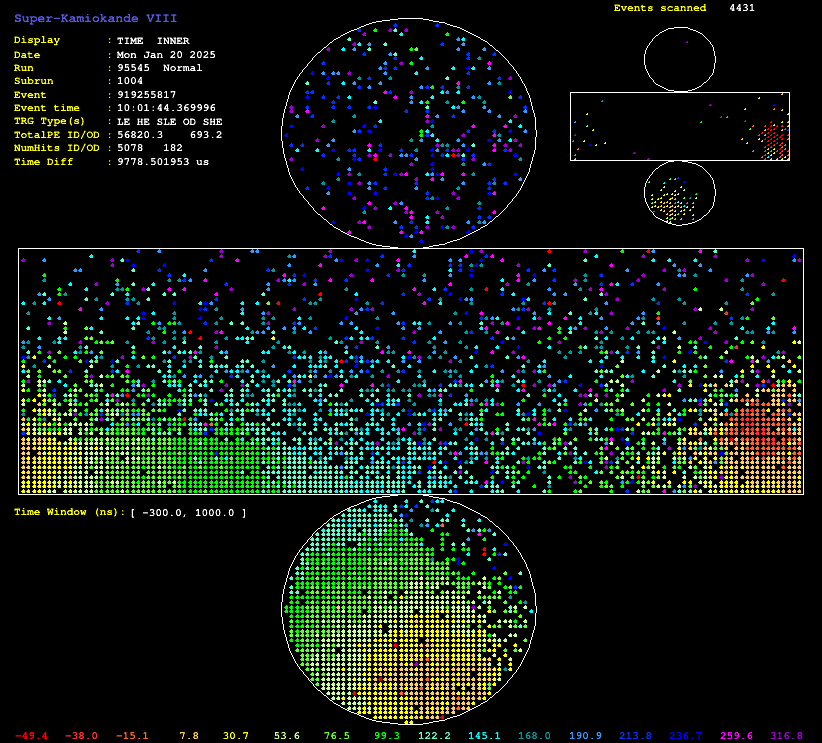 Events scanned 4431
Super-Kamiokande VIII
Display : TIME INNER
Date : Mon Jan 20 2025
Run : 95545 Normal
Subrun : 1004
Event : 919255817
Event time : 10:01:44.369996
TRG Type(s) : LE HE SLE OD SHE
TotalPE ID/OD : 56820.3 693.2
NumHits ID/OD : 5078 182
Time Diff : 9778.501953 us
Time Window (ns): [ -300.0, 1000.0 ]
-49.4 -38.0 -15.1 7.8 30.7 53.6 76.5 99.3 122.2 145.1 168.0 190.9 213.8 236.7 259.6 316.8